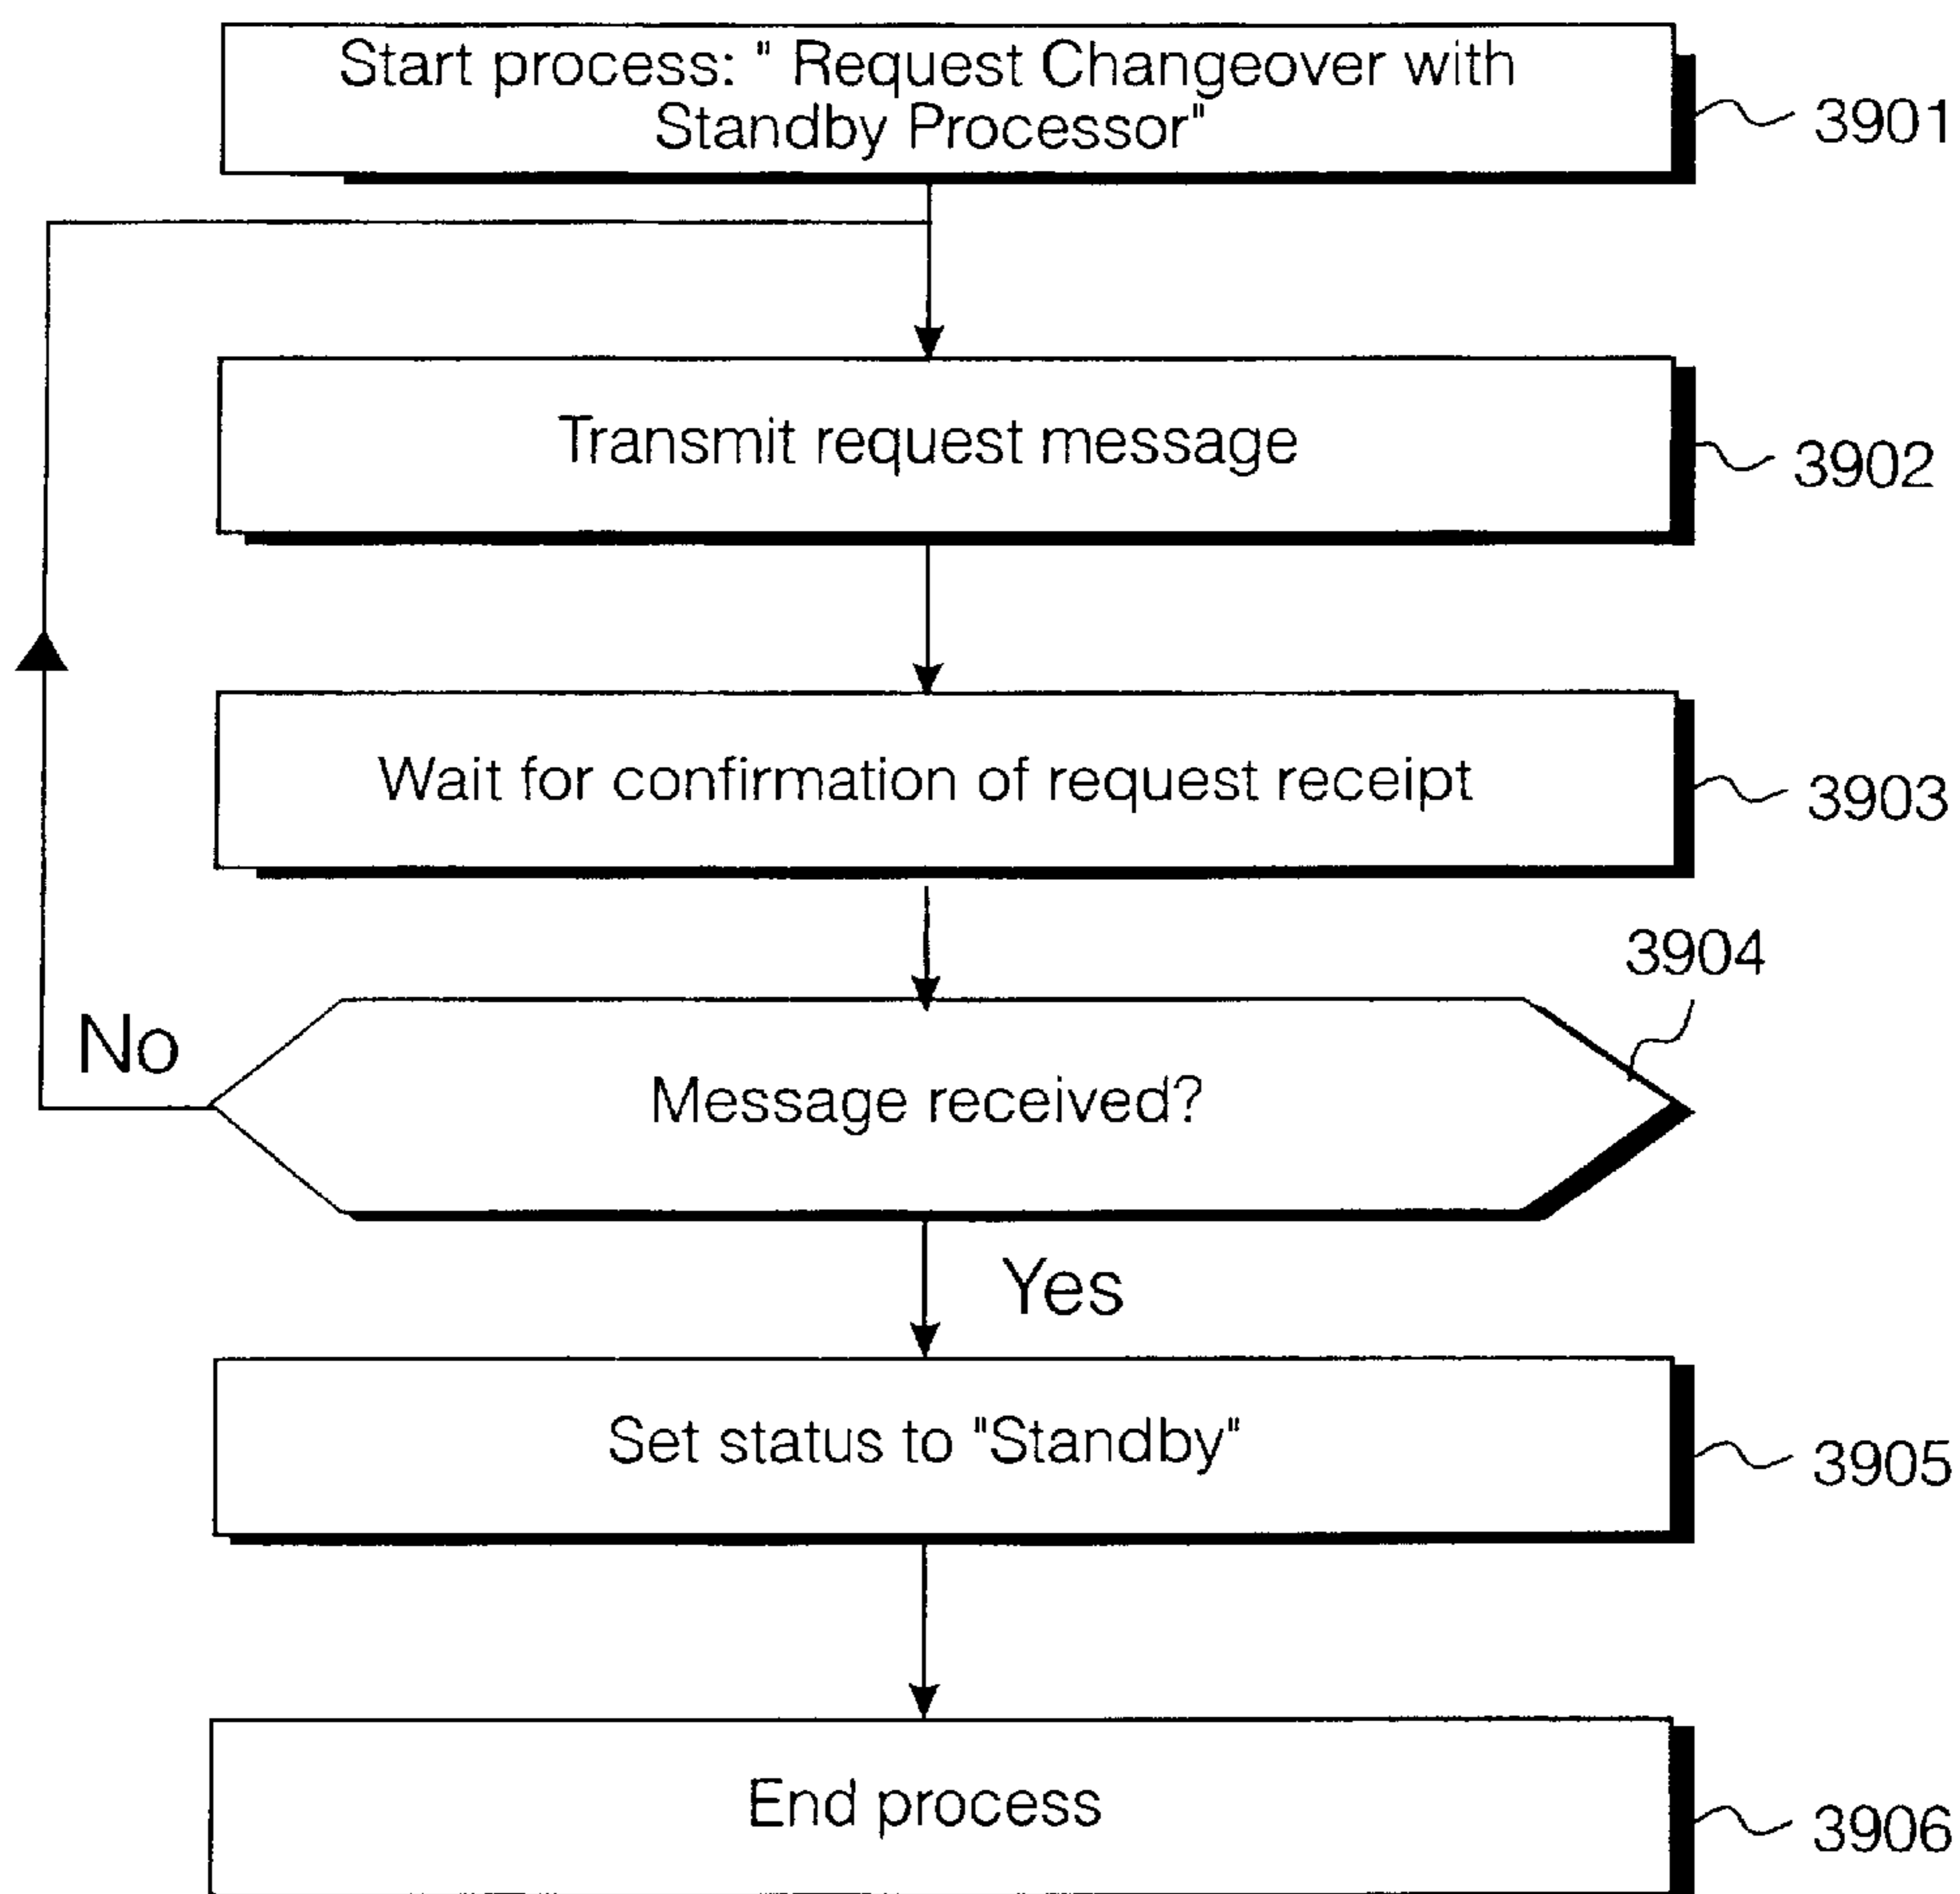 Start process: " Request Changeover with
Standby Processor"
3901
Transmit request message
3902
Wait for confirmation of request receipt
3903
3904
No
Message received?
Yes
Set status to "Standby"
3905
End process
3906